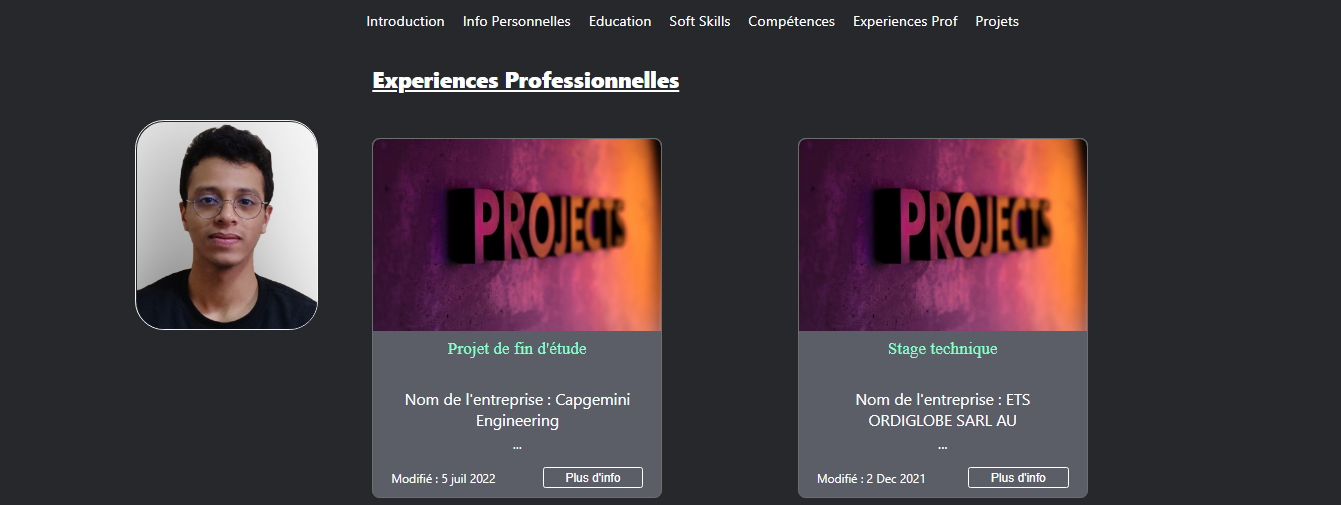 Introduction Info Personnelles Education Soft Skills Compétences Experiences Prof Projets
Experiences Professionnelles
PROJECTS
Projet de fin d'étude
Nom de l'entreprise : Capgemini
Engineering
...
Modifié : 5 juil 2022 Plus d'info
PROJECTS
Stage technique
Nom de l'entreprise : ETS
ORDIGLOBE SARL AU
...
Modifié : 2 Dec 2021 Plus d'info